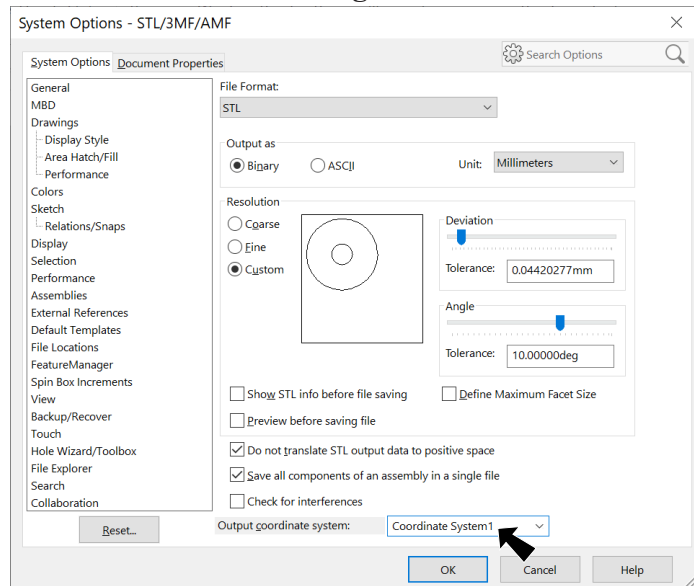 System Options - STL/3MF/AMF
Search Options
System Options Document Properties
General
MBD
Drawings
Display Style
Area Hatch/Fill
Performance
Colors
Sketch
Relations/Snaps
Display
Selection
Performance
Assemblies
External References
Default Templates
File Locations
FeatureManager
Spin Box Increments
View
Backup/Recover
Touch
Hole Wizard/Toolbox
File Explorer
Search
Collaboration
Reset...
File Format:
STL
Output as
Binary ASCII Unit: Millimeters
Resolution
Coarse
Fine
Custom
Deviation
Tolerance: 0.04420277mm
Angle
Tolerance: 10.00000deg
Show STL info before file saving Define Maximum Facet Size
Preview before saving file
Do not translate STL output data to positive space
Save all components of an assembly in a single file
Check for interferences
Output coordinate system: Coordinate System1
OK Cancel Help